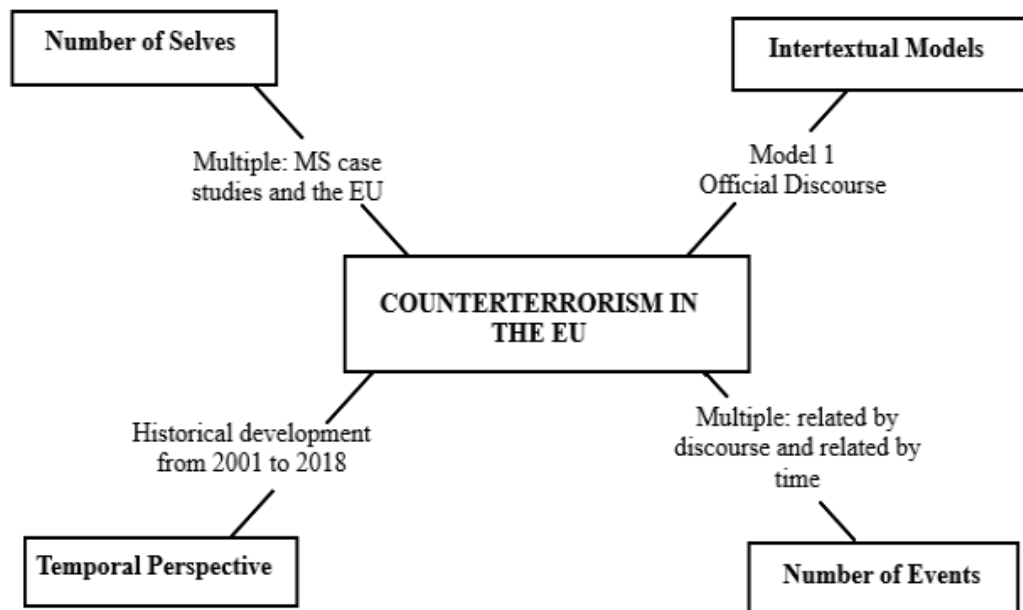 Number of Selves
Intertextual Models
Multiple: MS case
studies and the EU
Model 1
Official Discourse
COUNTERTERRORISM IN
THE EU
Historical development
from 2001 to 2018
Multiple: related by
discourse and related by
time
Temporal Perspective
Number of Events